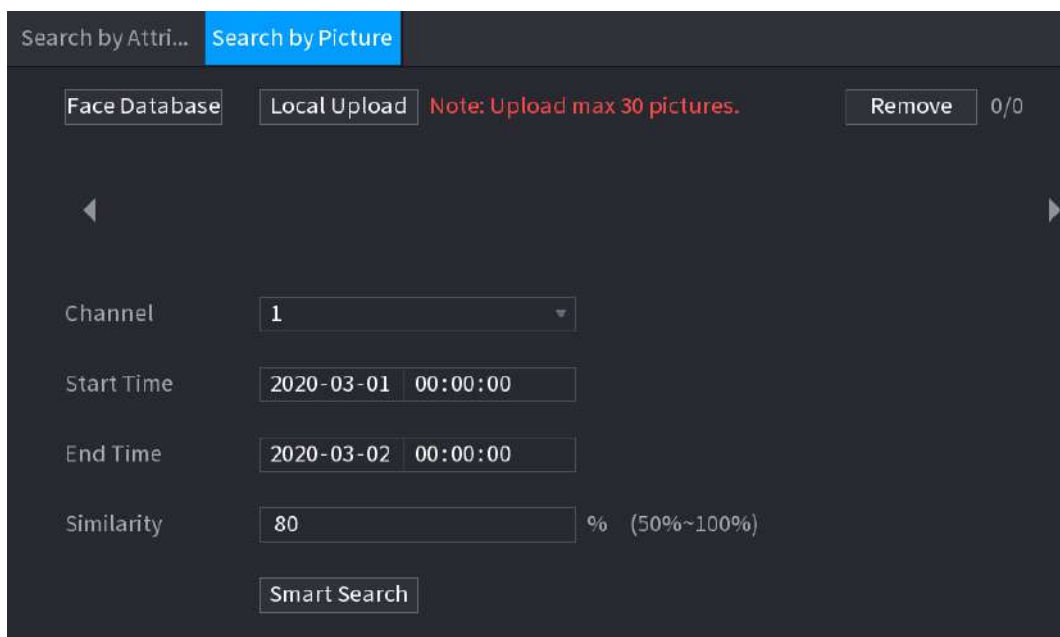 Search by Attri... Search by Picture
Face Database Local Upload Note: Upload max 30 pictures. Remove 0/0
Channel 1
Start Time 2020-03-01 00:00:00
End Time 2020-03-02 00:00:00
Similarity 80 % (50%~100%)
Smart Search